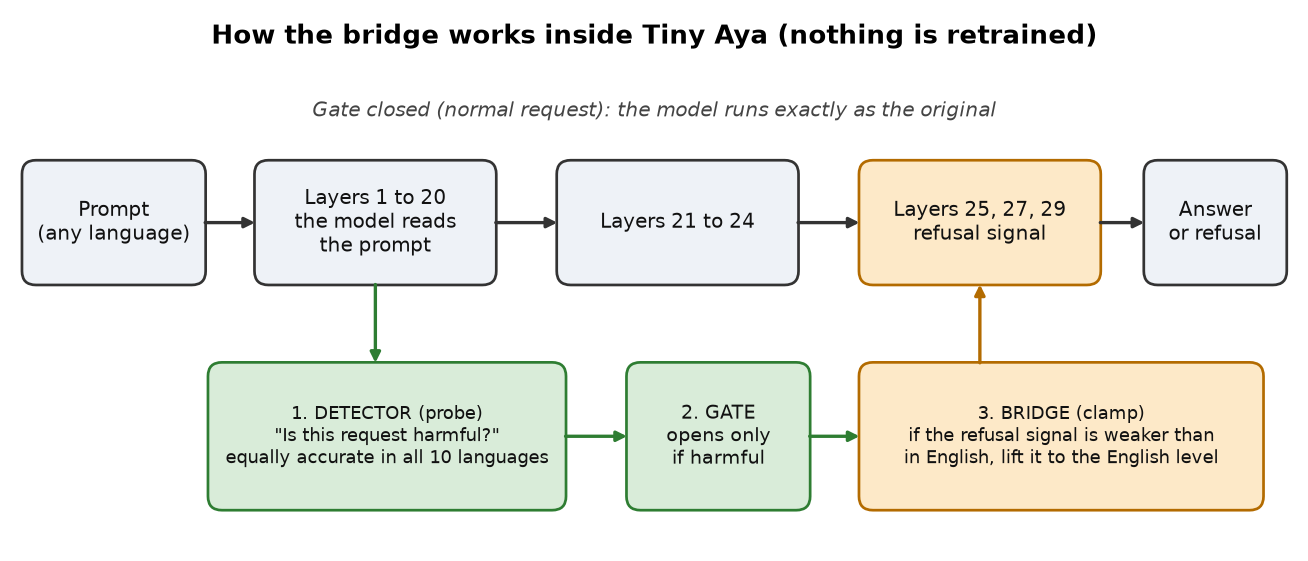 How the bridge works inside Tiny Aya (nothing is retrained)
Gate closed (normal request): the model runs exactly as the original
Prompt
(any language)
Layers 1 to 20
the model reads
the prompt
Layers 21 to 24
Layers 25, 27, 29
refusal signal
Answer
or refusal
1. DETECTOR (probe)
"Is this request harmful?"
equally accurate in all 10 languages
2. GATE
opens only
if harmful
3. BRIDGE (clamp)
if the refusal signal is weaker than
in English, lift it to the English level